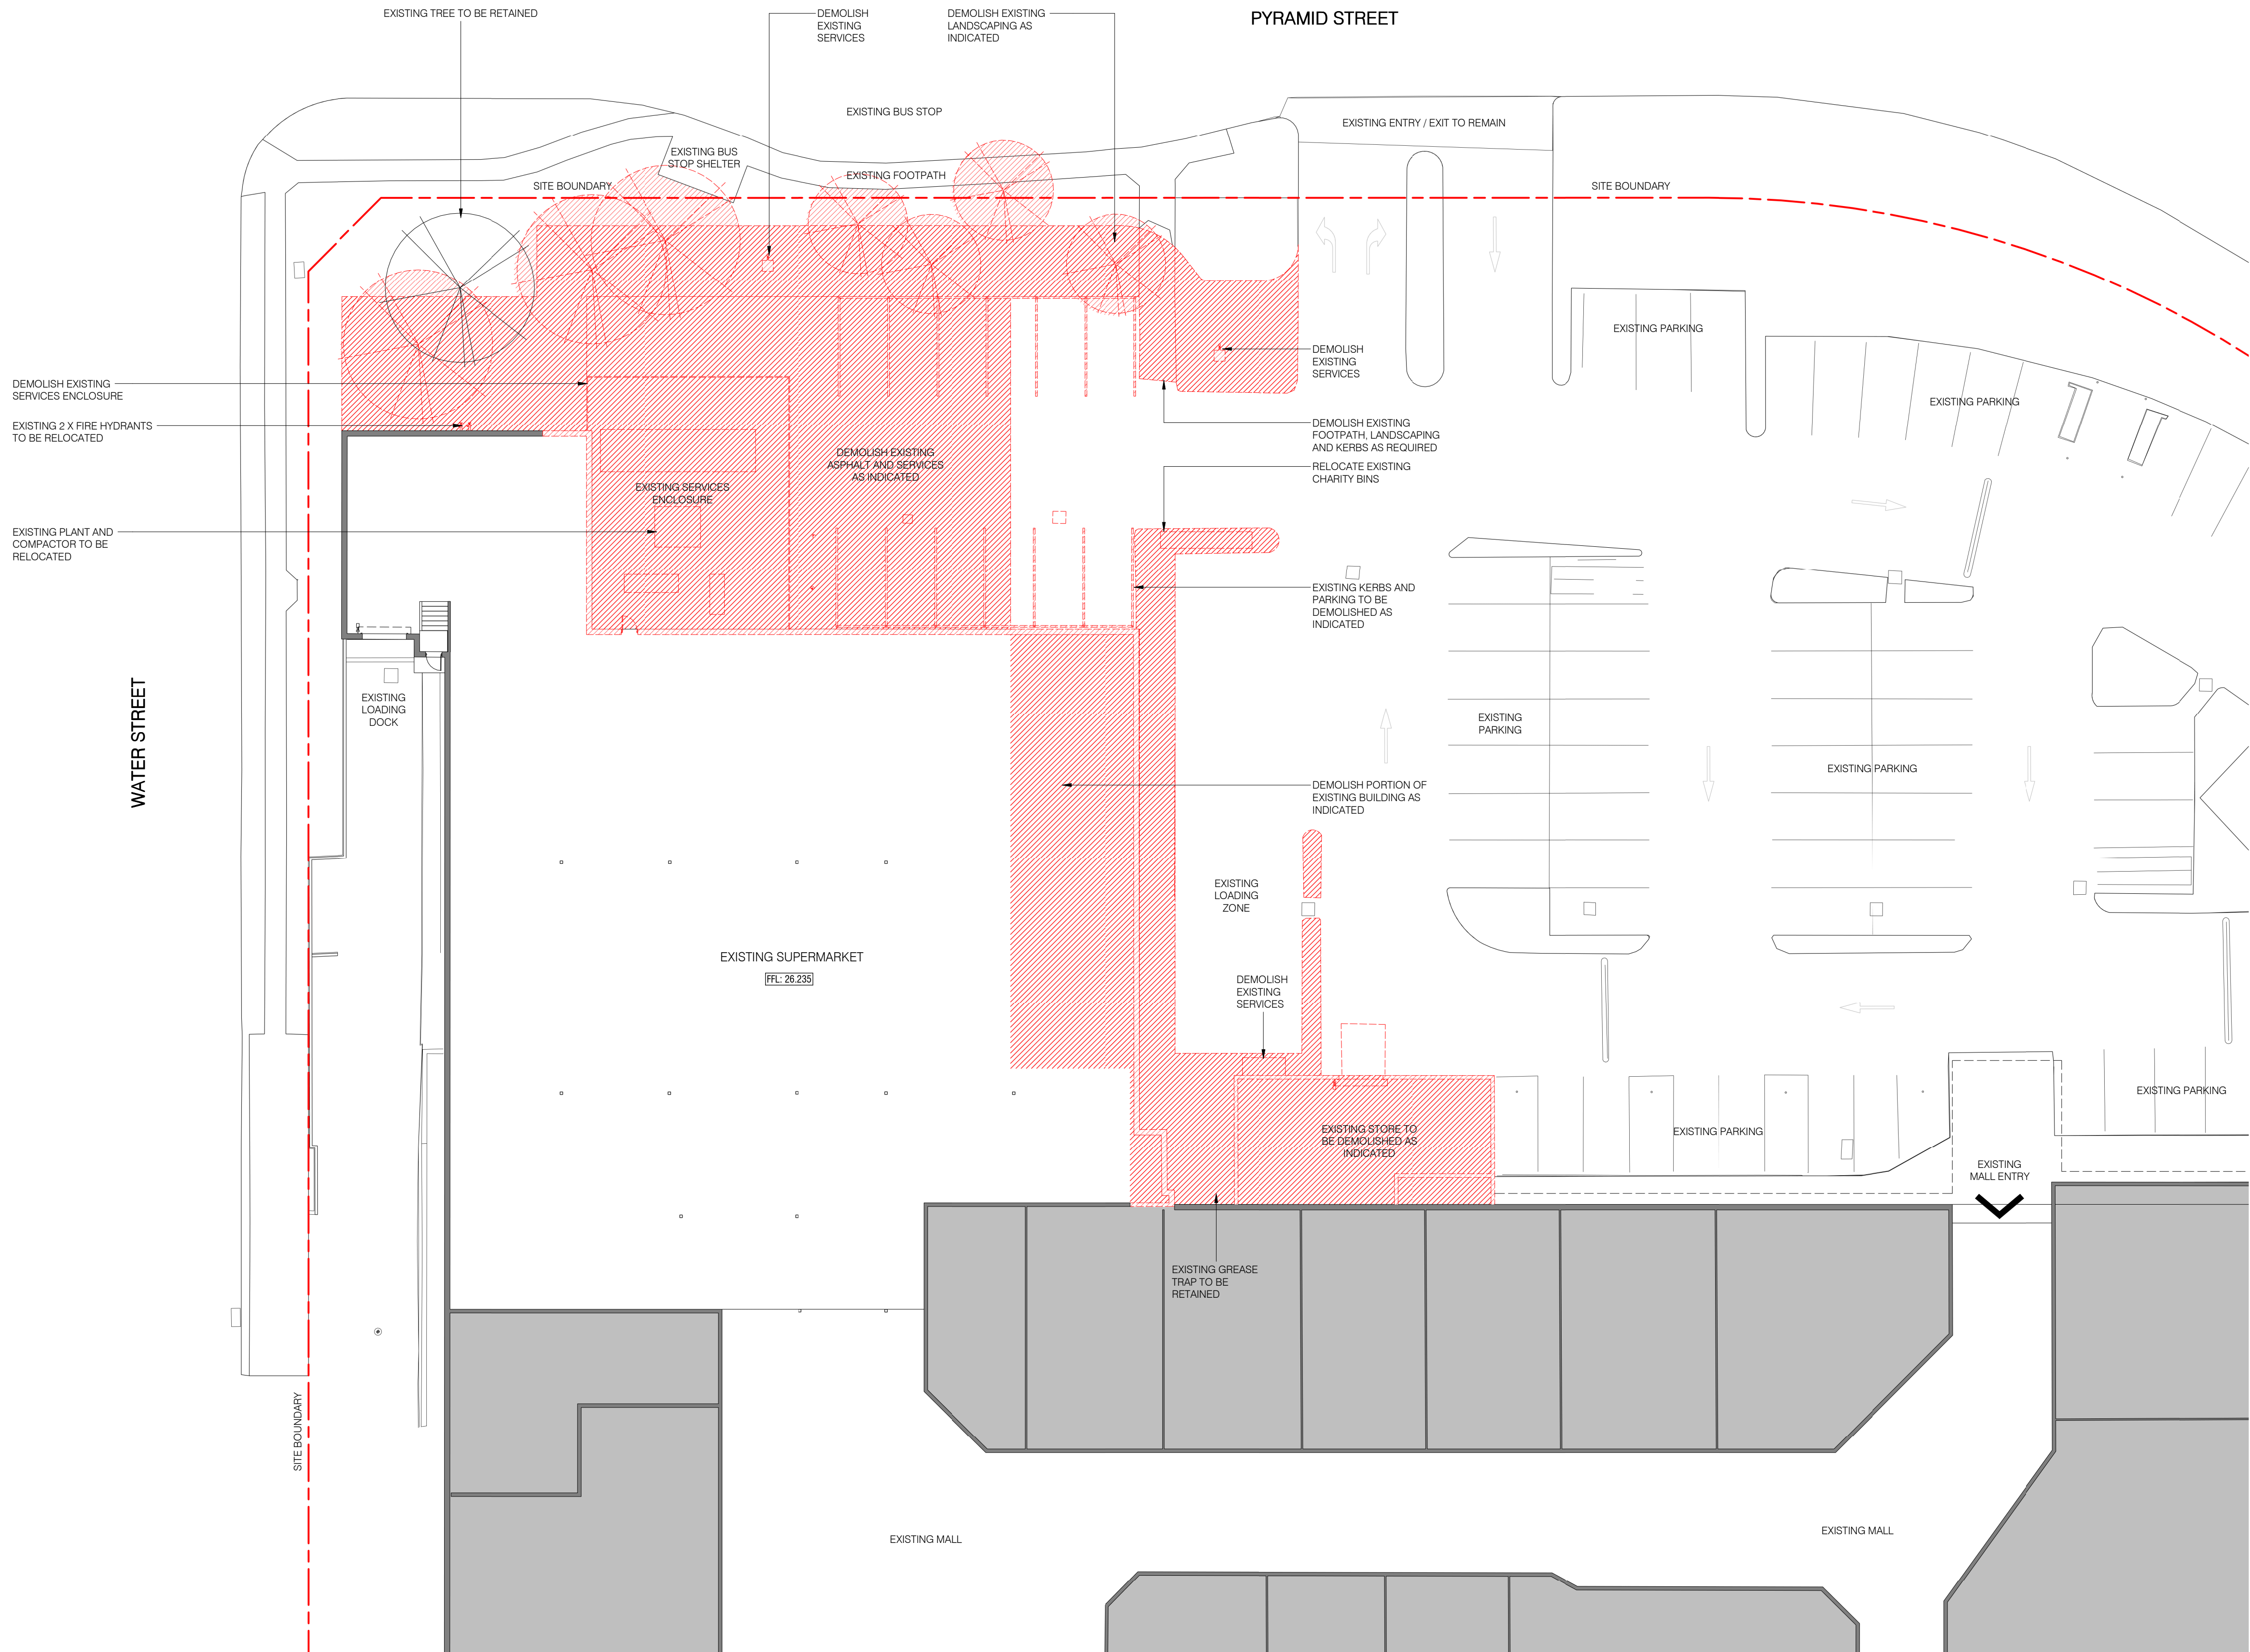 EXISTING TREE TO BE RETAINED
DEMOLISH
EXISTING
SERVICES
DEMOLISH EXISTING
LANDSCAPING AS
INDICATED
PYRAMID STREET
EXISTING BUS STOP
EXISTING ENTRY / EXIT TO REMAIN
EXISTING BUS
STOP SHELTER
EXISTING FOOTPATH
SITE BOUNDARY
SITE BOUNDARY
EXISTING PARKING
DEMOLISH
EXISTING
SERVICES
DEMOLISH EXISTING
SERVICES ENCLOSURE
EXISTING PARKING
EXISTING 2 X FIRE HYDRANTS
TO BE RELOCATED
DEMOLISH EXISTING
FOOTPATH, LANDSCAPING
AND KERBS AS REQUIRED
DEMOLISH EXISTING
ASPHALT AND SERVICES
AS INDICATED
RELOCATE EXISTING
CHARITY BINS
EXISTING SERVICES
ENCLOSURE
EXISTING PLANT AND
COMPACTOR TO BE
RELOCATED
EXISTING KERBS AND
PARKING TO BE
DEMOLISHED AS
INDICATED
WATER STREET
EXISTING
LOADING
DOCK
EXISTING
PARKING
EXISTING PARKING
DEMOLISH PORTION OF
EXISTING BUILDING AS
INDICATED
EXISTING
LOADING
ZONE
EXISTING SUPERMARKET
FFL: 26.235
DEMOLISH
EXISTING
SERVICES
EXISTING PARKING
EXISTING STORE TO
BE DEMOLISHED AS
INDICATED
EXISTING PARKING
EXISTING
MALL ENTRY
EXISTING GREASE
TRAP TO BE
RETAINED
SITE BOUNDARY
EXISTING MALL
EXISTING MALL